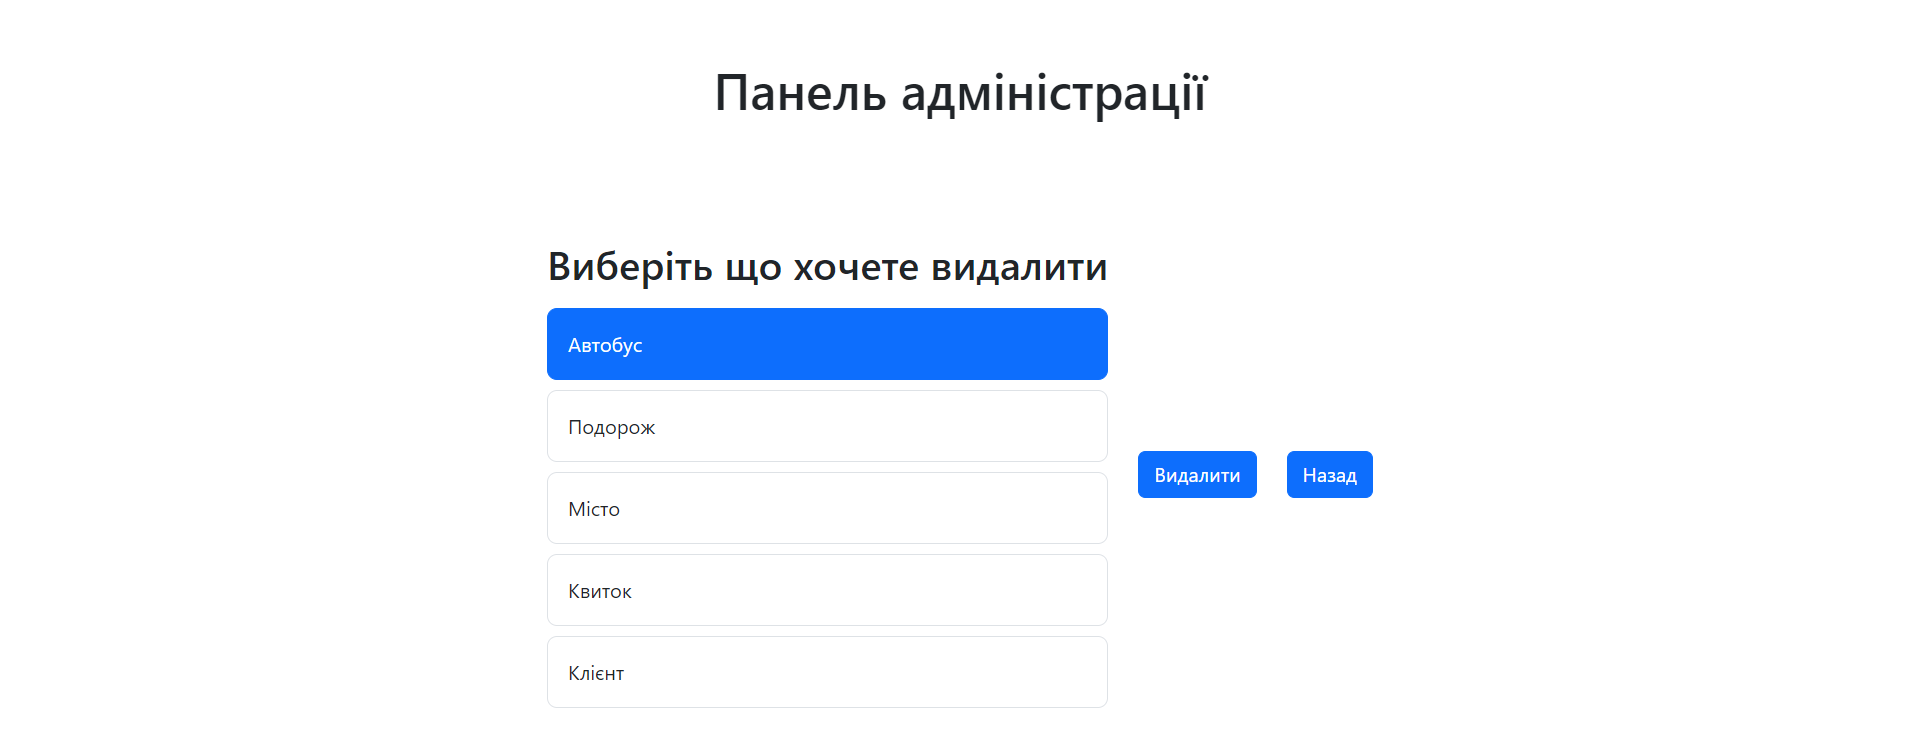 Панель адміністрації
Виберіть що хочете видалити
Автобус
Подорож
Місто
Квиток
Клієнт
Видалити
Назад